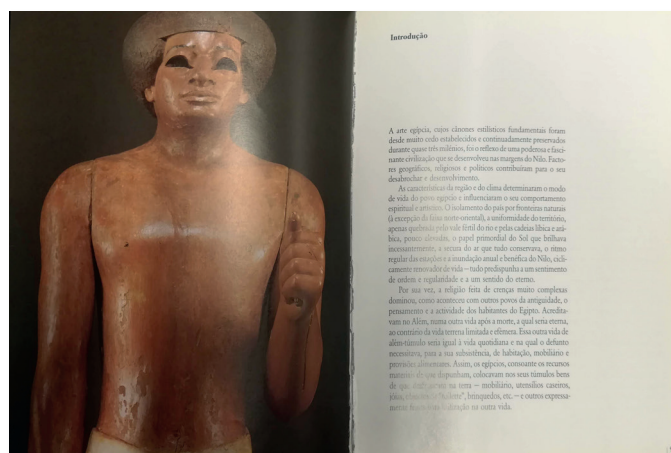 Introdução
A arte egípcia, cujos cânones estilísticos fundamentais foram
desde muito cedo estabelecidos e continuadamente preservados
durante quase três milénios, foi o reflexo de uma poderosa e fasci-
nante civilização que se desenvolveu nas margens do Nilo. Facto-
res geográficos, religiosos e políticos contribuíram para o seu
desabrochar e desenvolvimento.
As características da região e do clima determinaram o modo
de vida do povo egípcio e influenciaram o seu comportamento
espiritual e artístico. O isolamento do país por fronteiras naturais
(à excepção da faixa norte-oriental), a uniformidade do território,
apenas quebrada pelo vale fértil do rio e pelas cadeias líbica e ará-
bica, pouco elevadas, o papel primordial do Sol que brilhava
incessantemente, a secura do ar que tudo conservava, o ritmo
regular das estações e a inundação anual e benéfica do Nilo, cicli-
camente renovador de vida – tudo predispunha a um sentimento
de ordem e regularidade e a um sentido do eterno.
Por sua vez, a religião feita de crenças muito complexas
dominou, como aconteceu com outros povos da antiguidade, o
pensamento e a actividade dos habitantes do Egipto. Acredita-
vam no Além, numa outra vida após a morte, a qual seria eterna,
ao contrário da vida terrena limitada e efémera. Essa outra vida de
além-túmulo seria igual à vida quotidiana e na qual o defunto
necessitava, para a sua subsistência, de habitação, mobiliário e
provisões alimentares. Assim, os egípcios, consoante os recursos
materiais de que dispunham, colocavam nos seus túmulos bens
de que na terra – mobiliário, utensílios caseiros,
jóias, brinquedos, etc. – e outros expressa-
na outra vida.